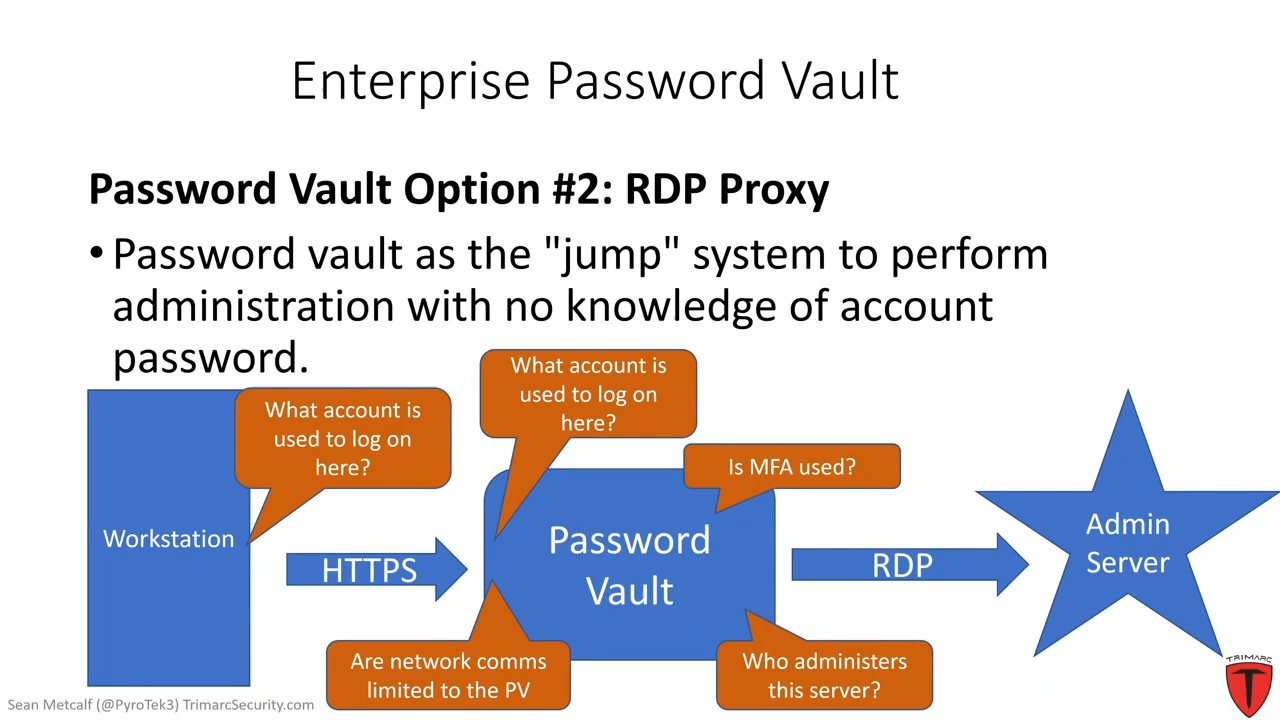 Enterprise Password Vault
Password Vault Option #2: RDP Proxy
• Password vault as the "jump" system to perform
administration with no knowledge of account
password.
What account is
used to log on
here?
What account is
used to log on
here?
Is MFA used?
Workstation
HTTPS
Password
Vault
RDP
Admin
Server
Are network comms
limited to the PV
Who administers
this server?
Sean Metcalf (@PyroTek3) TrimarcSecurity.com
TRIMARC
T